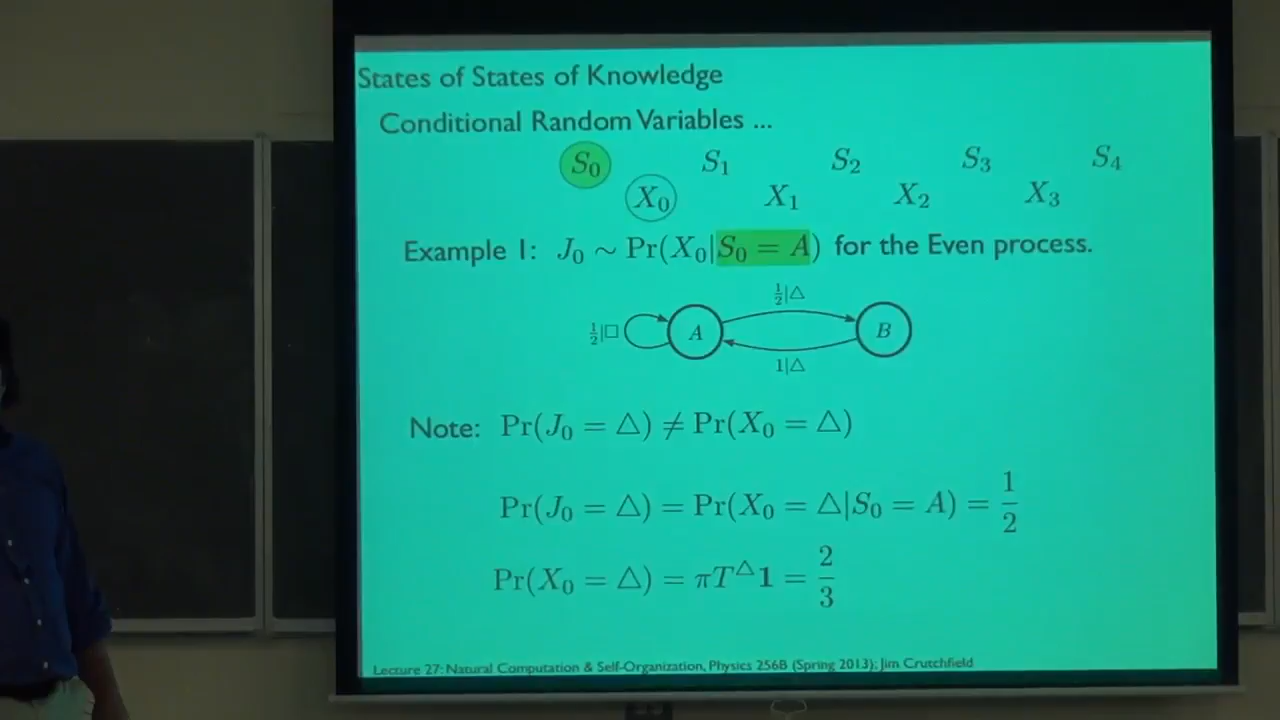 States of States of Knowledge
Conditional Random Variables ...
S₀ S₁ S₂ S₃ S₄
X₀ X₁ X₂ X₃
Example 1: J₀ ∼ Pr(X₀|S₀ = A) for the Even process.
½|△
½|□ A B
1|△
Note: Pr(J₀ = △) ≠ Pr(X₀ = △)
Pr(J₀ = △) = Pr(X₀ = △|S₀ = A) = 1/2
Pr(X₀ = △) = πT^△ 1 = 2/3
Lecture 27: Natural Computation & Self-Organization, Physics 256B (Spring 2013); Jim Crutchfield